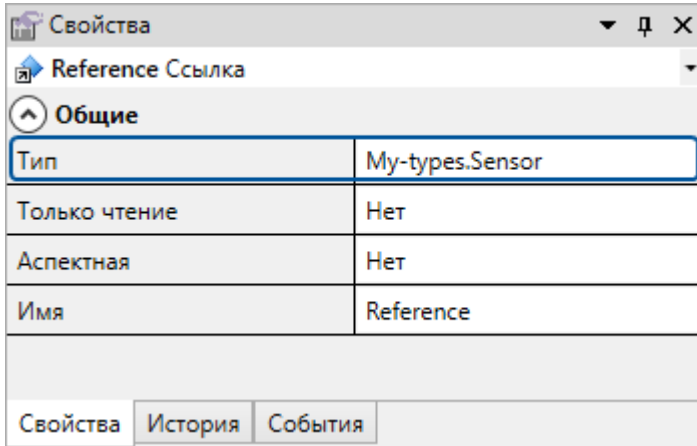 Свойства
Reference Ссылка
Общие
Тип My-types.Sensor
Только чтение Нет
Аспектная Нет
Имя Reference
Свойства История События